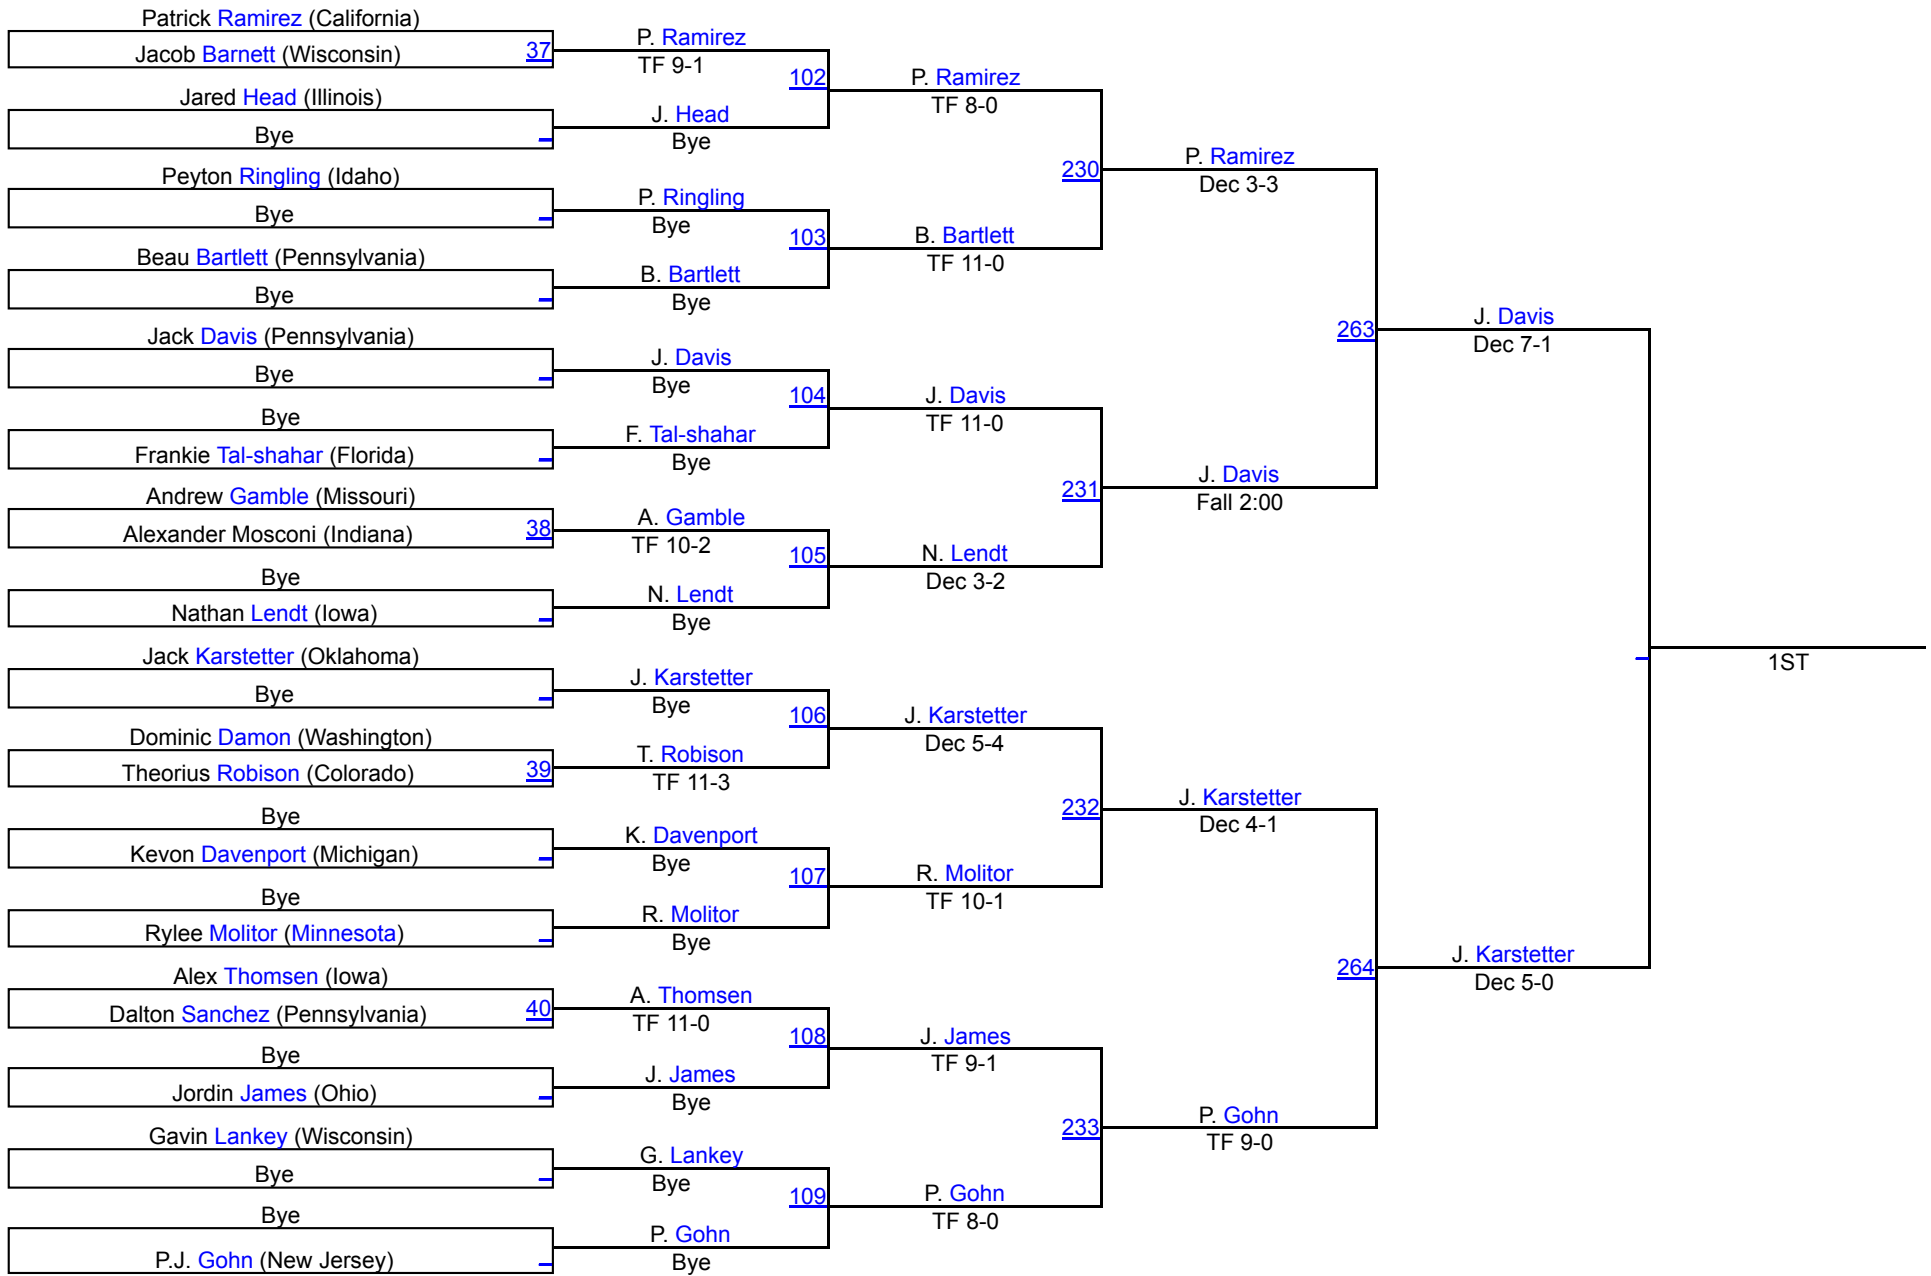 Patrick Ramirez (California)
Jacob Barnett (Wisconsin) 37
Jared Head (Illinois)
Bye
Peyton Ringling (Idaho)
Bye
Beau Bartlett (Pennsylvania)
Bye
Jack Davis (Pennsylvania)
Bye
Bye
Frankie Tal-shahar (Florida)
Andrew Gamble (Missouri)
Alexander Mosconi (Indiana) 38
Bye
Nathan Lendt (Iowa)
Jack Karstetter (Oklahoma)
Bye
Dominic Damon (Washington)
Theorius Robison (Colorado) 39
Bye
Kevon Davenport (Michigan)
Bye
Rylee Molitor (Minnesota)
Alex Thomsen (Iowa)
Dalton Sanchez (Pennsylvania) 40
Bye
Jordin James (Ohio)
Gavin Lankey (Wisconsin)
Bye
Bye
P.J. Gohn (New Jersey)
P. Ramirez
TF 9-1
102
J. Head
Bye
P. Ringling
Bye
103
B. Bartlett
Bye
J. Davis
Bye
104
F. Tal-shahar
Bye
A. Gamble
TF 10-2
105
N. Lendt
Bye
J. Karstetter
Bye
106
T. Robison
TF 11-3
K. Davenport
Bye
107
R. Molitor
Bye
A. Thomsen
TF 11-0
108
J. James
Bye
G. Lankey
Bye
109
P. Gohn
Bye
P. Ramirez
TF 8-0
230
B. Bartlett
TF 11-0
J. Davis
TF 11-0
231
N. Lendt
Dec 3-2
J. Karstetter
Dec 5-4
232
R. Molitor
TF 10-1
J. James
TF 9-1
233
P. Gohn
TF 8-0
P. Ramirez
Dec 3-3
263
J. Davis
Fall 2:00
J. Karstetter
Dec 4-1
264
P. Gohn
TF 9-0
J. Davis
Dec 7-1
J. Karstetter
Dec 5-0
1ST